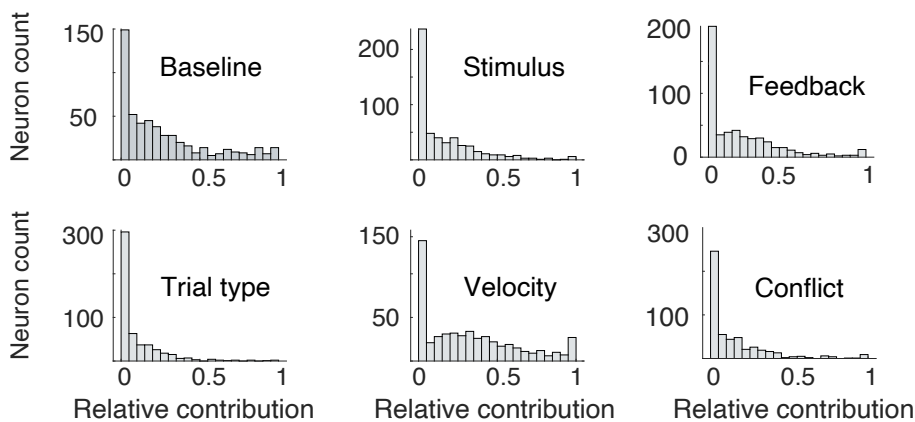 Neuron count
150
50
Baseline
0 0.5 1
200
100
Stimulus
0 0.5 1
200
100
0
Feedback
0 0.5 1
Neuron count
300
100
Trial type
0 0.5 1
Relative contribution
150
50
Velocity
0 0.5 1
Relative contribution
300
200
100
Conflict
0 0.5 1
Relative contribution